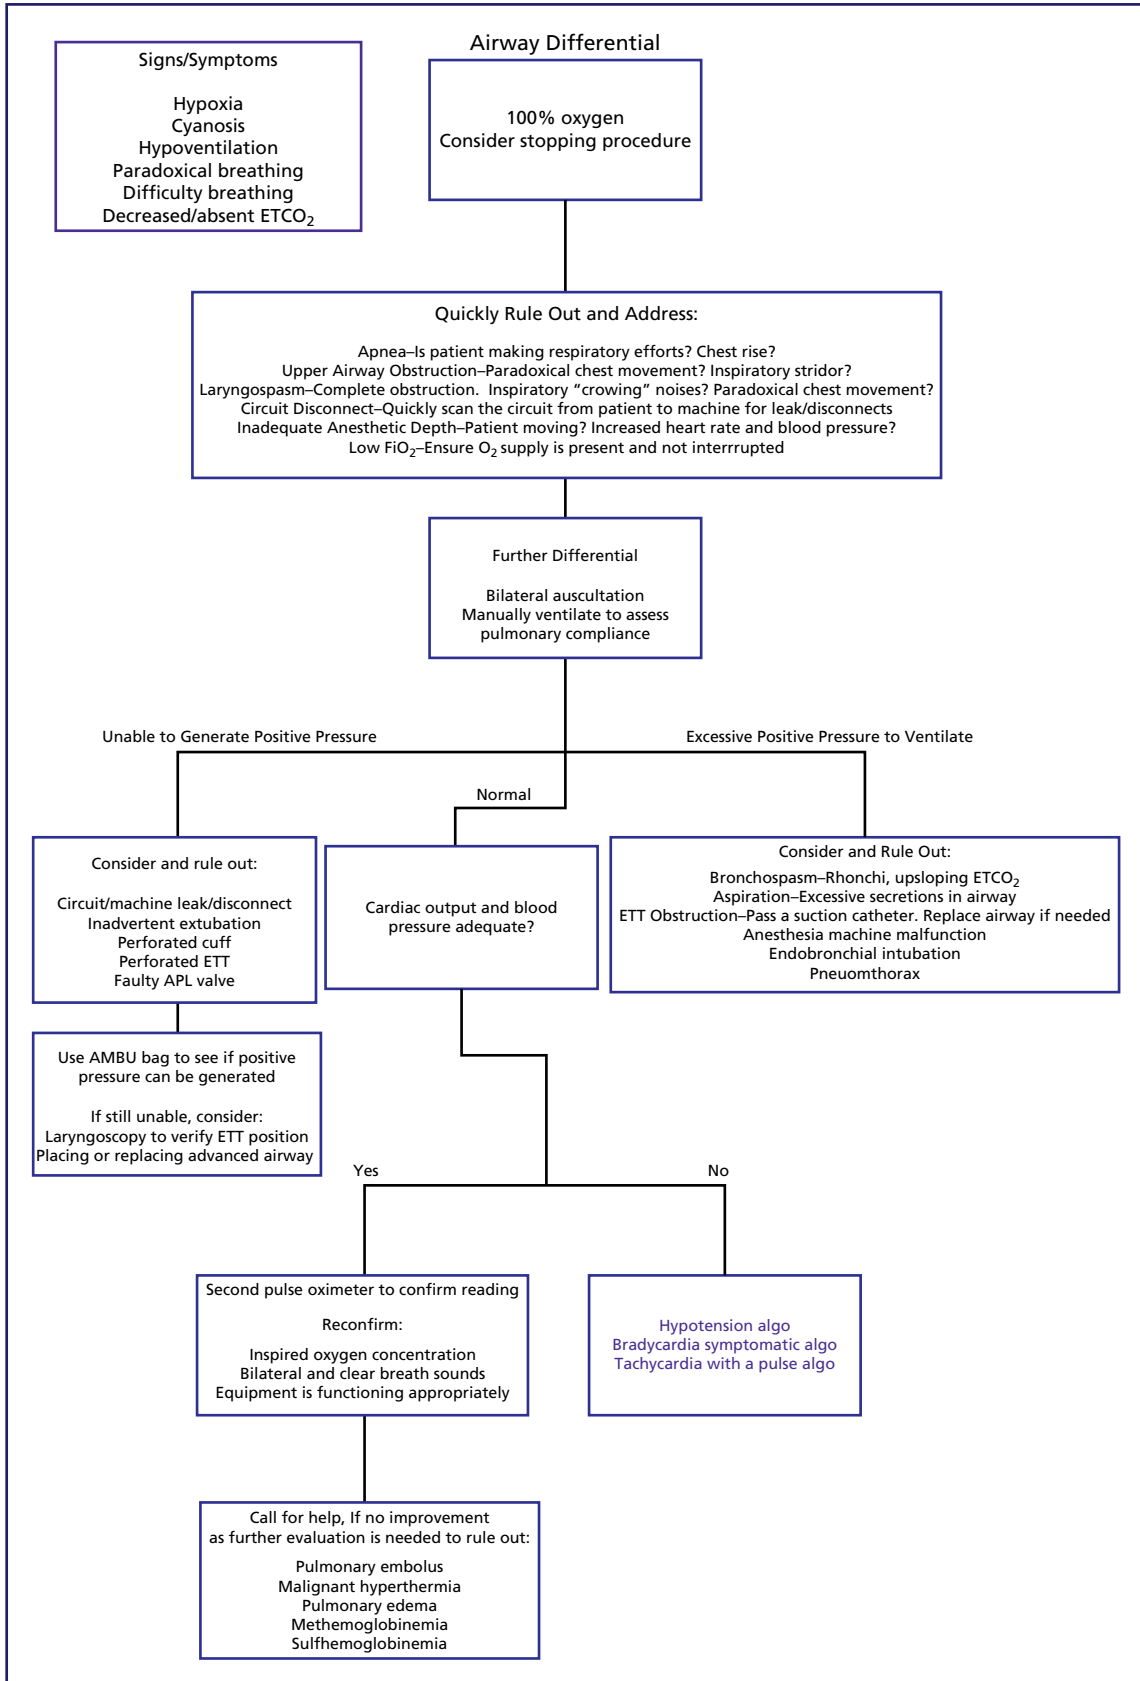 Airway Differential
Signs/Symptoms
Hypoxia
Cyanosis
Hypoventilation
Paradoxical breathing
Difficulty breathing
Decreased/absent ETCO₂
100% oxygen
Consider stopping procedure
Quickly Rule Out and Address:
Apnea–Is patient making respiratory efforts? Chest rise?
Upper Airway Obstruction–Paradoxical chest movement? Inspiratory stridor?
Laryngospasm–Complete obstruction. Inspiratory “crowing” noises? Paradoxical chest movement?
Circuit Disconnect–Quickly scan the circuit from patient to machine for leak/disconnects
Inadequate Anesthetic Depth–Patient moving? Increased heart rate and blood pressure?
Low FiO₂–Ensure O₂ supply is present and not interrrupted
Further Differential
Bilateral auscultation
Manually ventilate to assess
pulmonary compliance
Unable to Generate Positive Pressure
Normal
Excessive Positive Pressure to Ventilate
Consider and rule out:
Circuit/machine leak/disconnect
Inadvertent extubation
Perforated cuff
Perforated ETT
Faulty APL valve
Use AMBU bag to see if positive
pressure can be generated
If still unable, consider:
Laryngoscopy to verify ETT position
Placing or replacing advanced airway
Cardiac output and blood
pressure adequate?
Consider and Rule Out:
Bronchospasm–Rhonchi, upsloping ETCO₂
Aspiration–Excessive secretions in airway
ETT Obstruction–Pass a suction catheter. Replace airway if needed
Anesthesia machine malfunction
Endobronchial intubation
Pneuomthorax
Yes
No
Second pulse oximeter to confirm reading
Reconfirm:
Inspired oxygen concentration
Bilateral and clear breath sounds
Equipment is functioning appropriately
Hypotension algo
Bradycardia symptomatic algo
Tachycardia with a pulse algo
Call for help, If no improvement
as further evaluation is needed to rule out:
Pulmonary embolus
Malignant hyperthermia
Pulmonary edema
Methemoglobinemia
Sulfhemoglobinemia